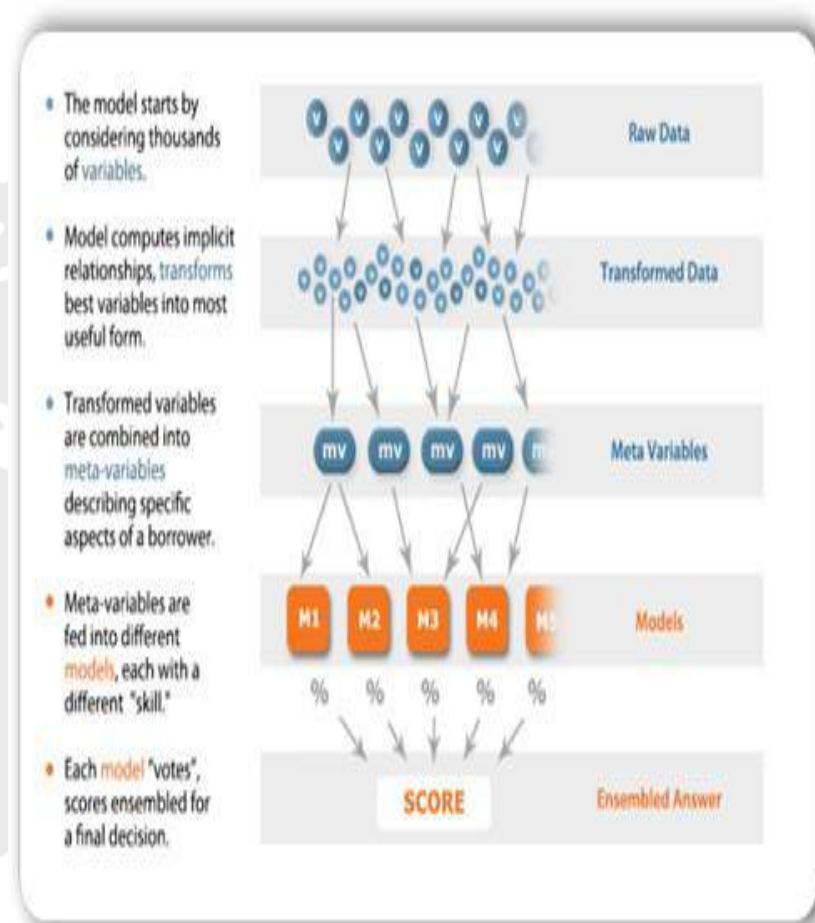 The model starts by
considering thousands
of variables.
Model computes implicit
relationships, transforms
best variables into most
useful form.
Transformed variables
are combined into
meta-variables
describing specific
aspects of a borrower.
Meta-variables are
fed into different
models, each with a
different "skill."
Each model "votes",
scores ensembled for
a final decision.
v v v v v v
v v v v v
Raw Data
Transformed Data
mv mv mv mv m
Meta Variables
M1 M2 M3 M4 M5
Models
% % % % %
SCORE
Ensembled Answer